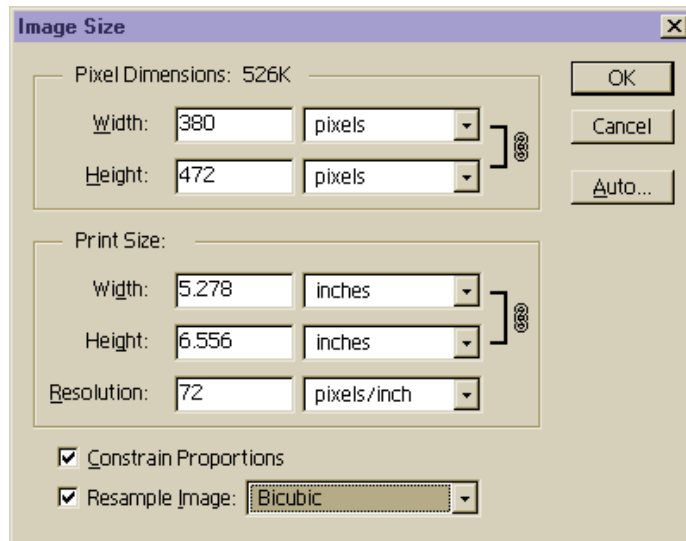 Image Size
Pixel Dimensions: 526K
OK
Width: 380 pixels
Cancel
Height: 472 pixels
Auto...
Print Size:
Width: 5.278 inches
Height: 6.556 inches
Resolution: 72 pixels/inch
Constrain Proportions
Resample Image: Bicubic